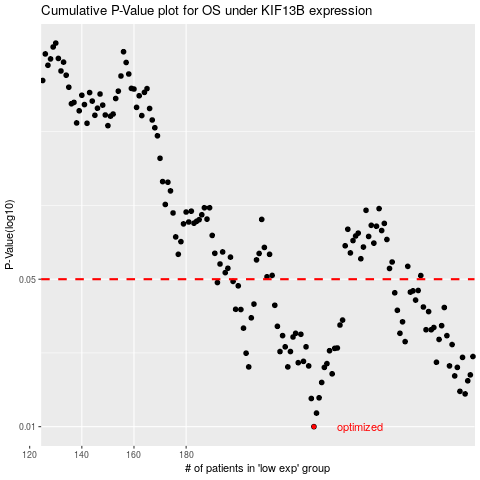 Cumulative P-Value plot for OS under KIF13B expression
P-Value(log10)
0.05
0.01
optimized
120 140 160 180
# of patients in 'low exp' group